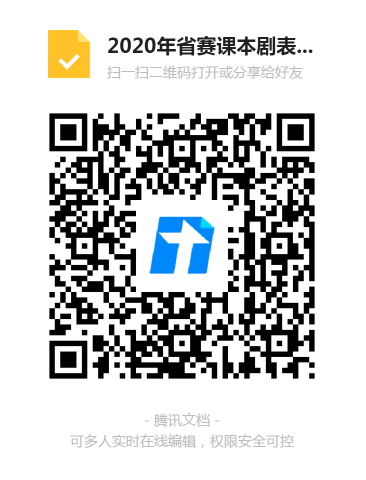 2020年省赛课本剧表...
扫一扫二维码打开或分享给好友
- 腾讯文档 -
可多人实时在线编辑，权限安全可控